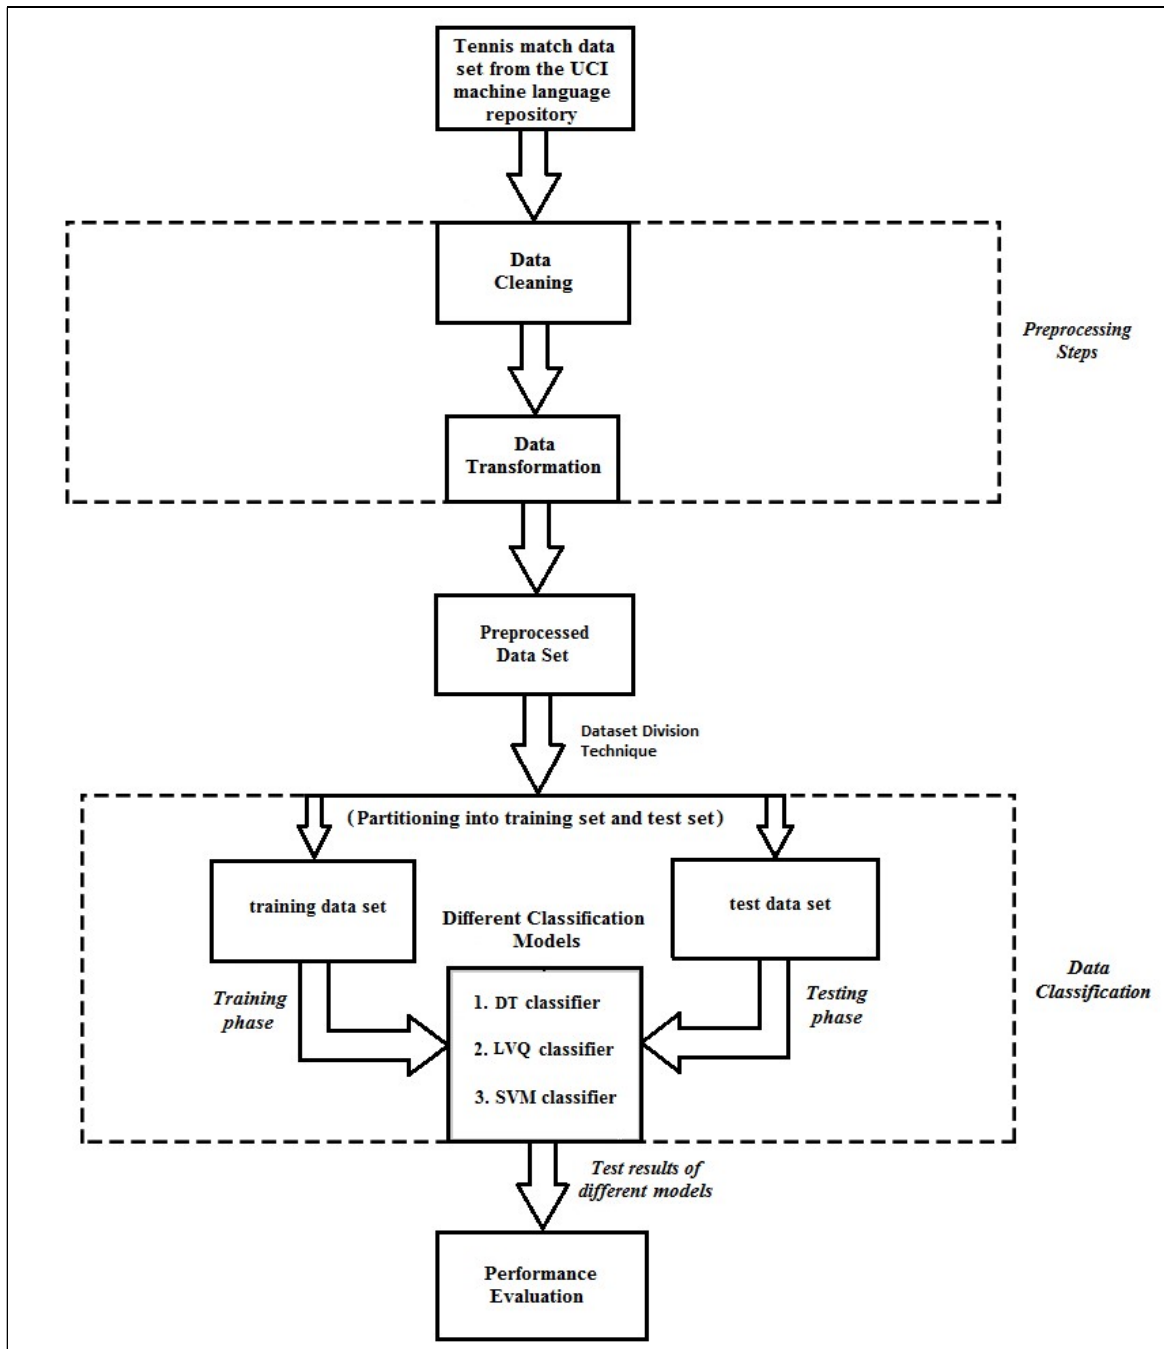 Tennis match data
set from the UCI
machine language
repository
Data
Cleaning
Preprocessing
Steps
Data
Transformation
Preprocessed
Data Set
Dataset Division
Technique
(Partitioning into training set and test set)
training data set
test data set
Different Classification
Models
Training
phase
Testing
phase
Data
Classification
1. DT classifier
2. LVQ classifier
3. SVM classifier
Test results of
different models
Performance
Evaluation